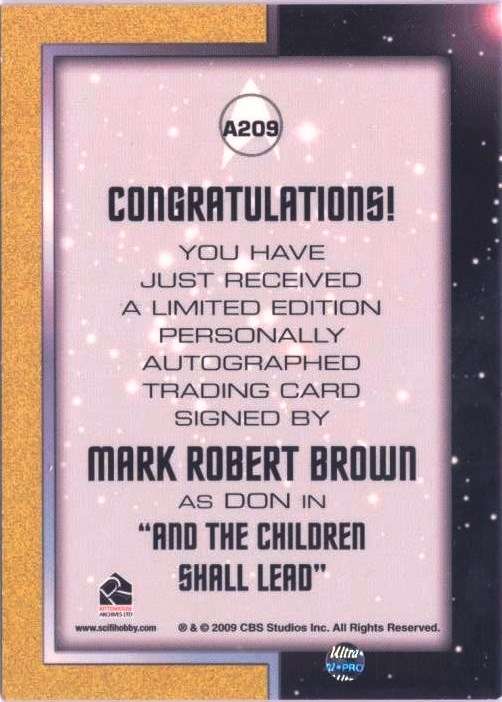 A209
CONGRATULATIONS!
YOU HAVE
JUST RECEIVED
A LIMITED EDITION
PERSONALLY
AUTOGRAPHED
TRADING CARD
SIGNED BY
MARK ROBERT BROWN
AS DON IN
"AND THE CHILDREN
SHALL LEAD"
RITTENHOUSE
ARCHIVES LTD
www.scifihobby.com ® & © 2009 CBS Studios Inc. All Rights Reserved.
Ultra
PRO